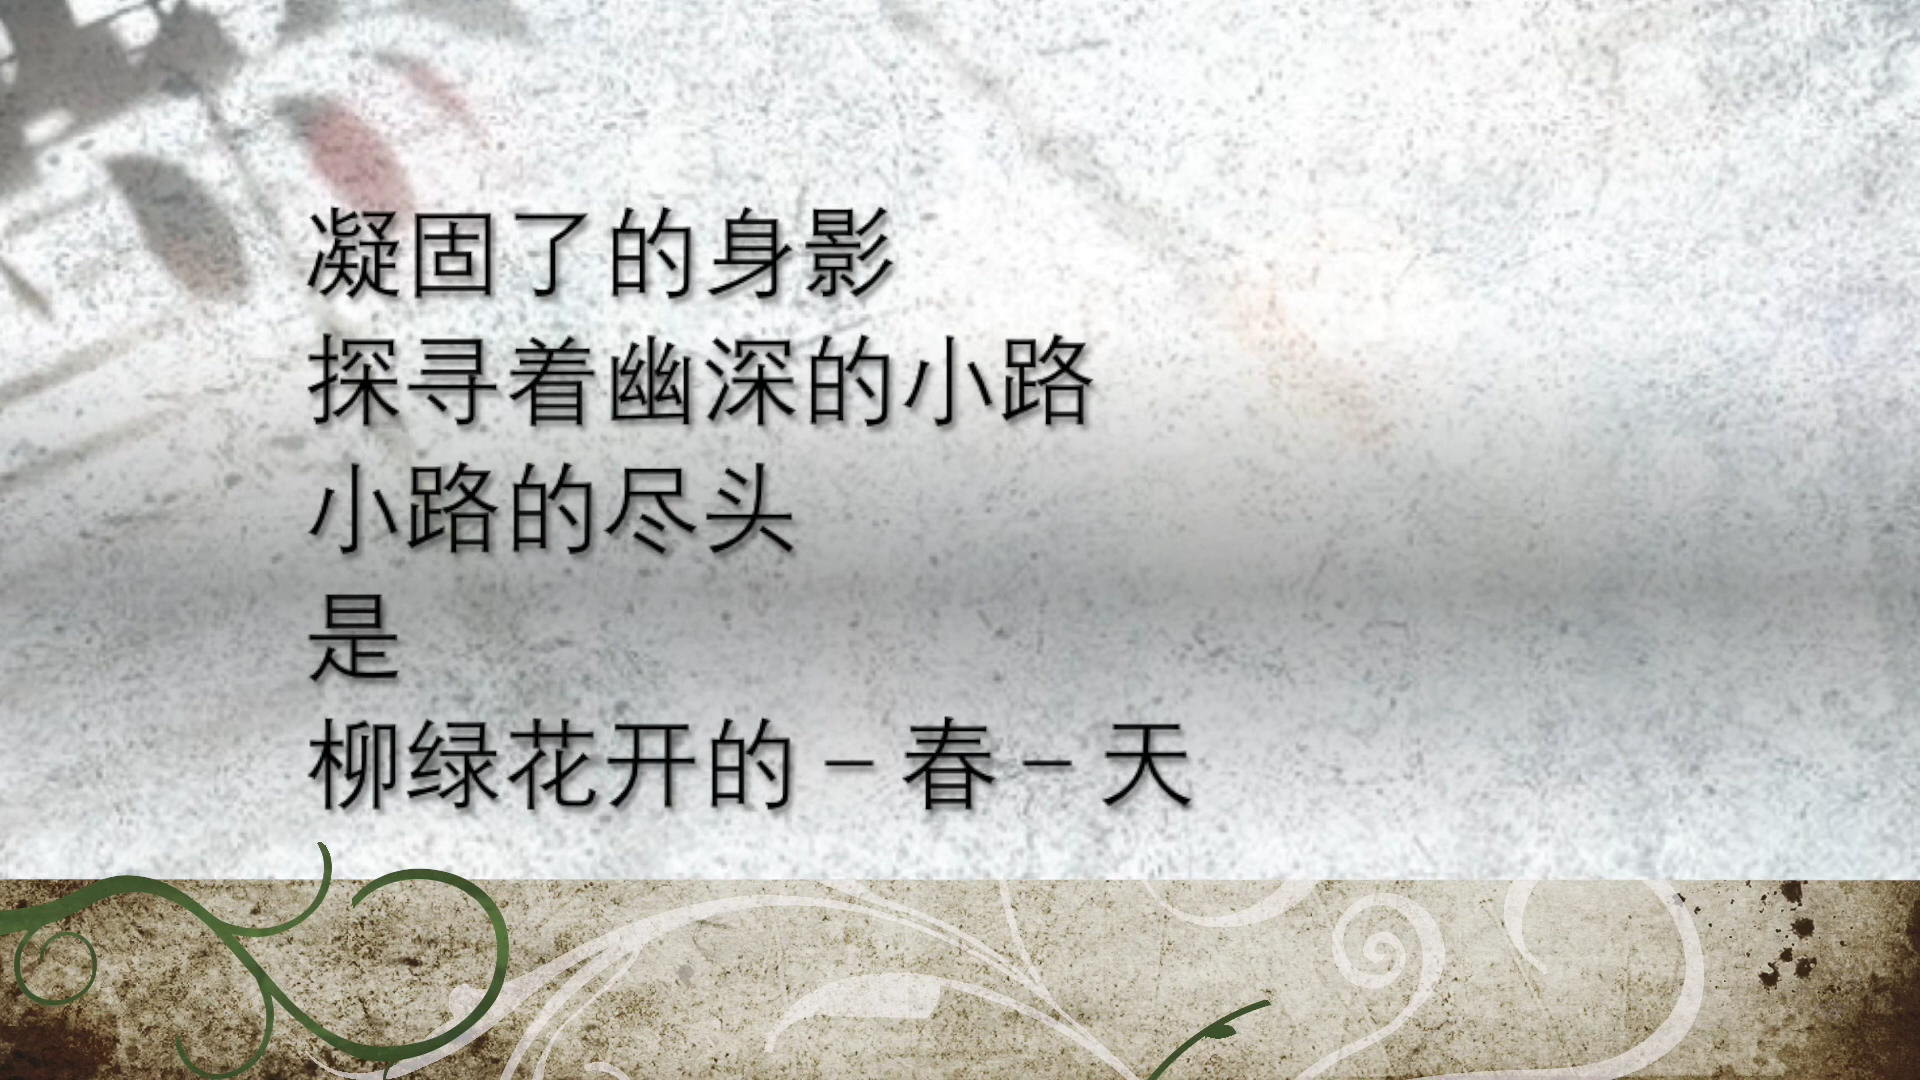 凝固了的身影
探寻着幽深的小路
小路的尽头
是
柳绿花开的－春－天